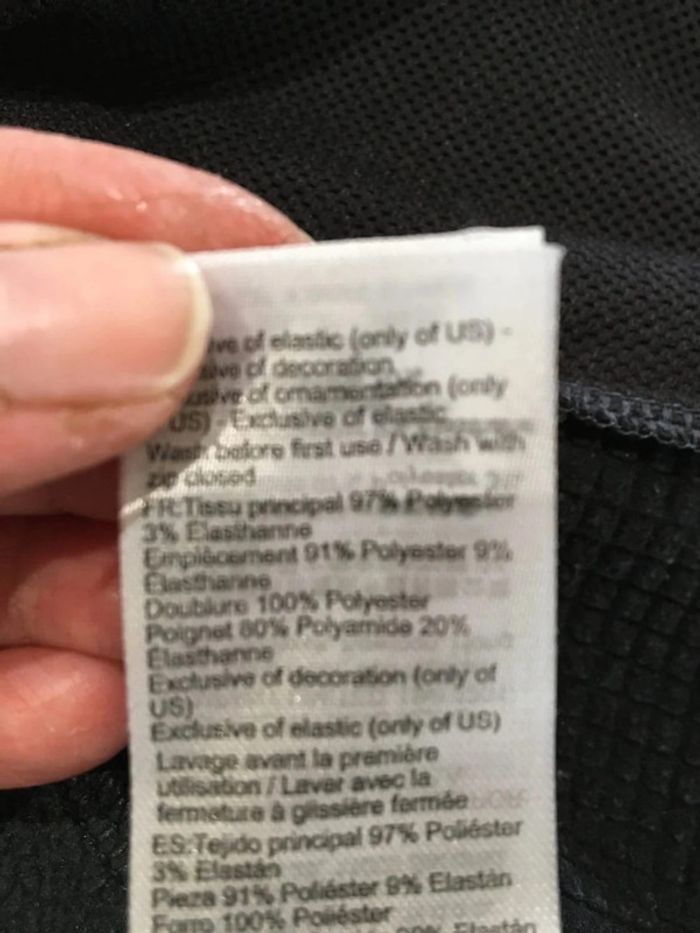 of elastic (only of US) -
of decoration
of ornamentation (only
US) - Exclusive of elastic
Wash before first use / Wash with
zip closed
FR:Tissu principal 97% Polyester
3% Élasthanne
Empiècement 91% Polyester 9%
Élasthanne
Doublure 100% Polyester
Poignet 80% Polyamide 20%
Élasthanne
Exclusive of decoration (only of
US)
Exclusive of elastic (only of US)
Lavage avant la première
utilisation / Laver avec la
fermeture à glissière fermée
ES:Tejido principal 97% Poliéster
3% Elastán
Pieza 91% Poliéster 9% Elastán
Forro 100% Poliéster
Elastán